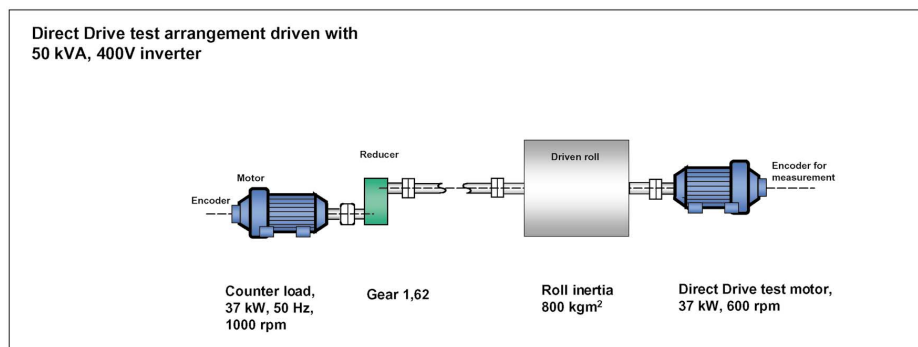 Direct Drive test arrangement driven with
50 kVA, 400V inverter
Reducer
Driven roll
Encoder for
measurement
Motor
Encoder
Counter load,
37 kW, 50 Hz,
1000 rpm
Gear 1,62
Roll inertia
800 kgm²
Direct Drive test motor,
37 kW, 600 rpm